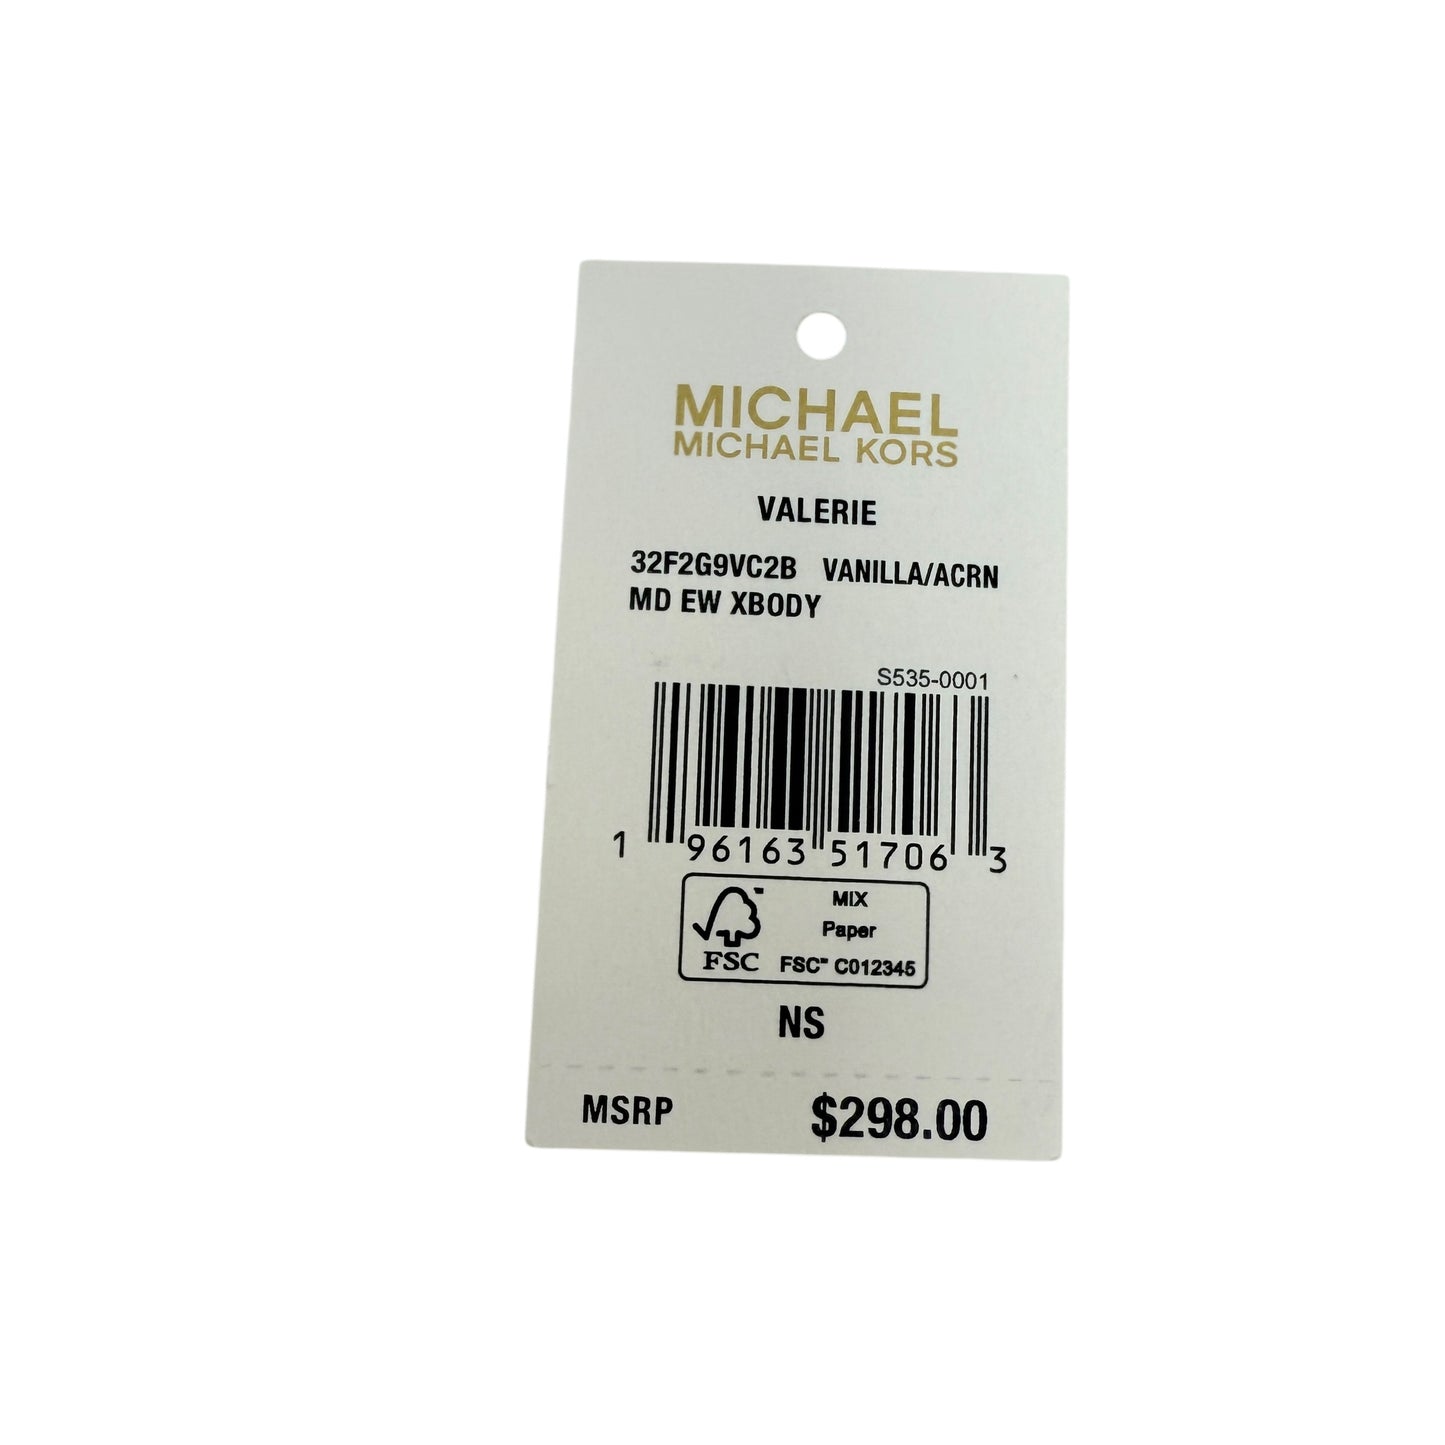 MICHAEL
MICHAEL KORS
VALERIE
32F2G9VC2B VANILLA/ACRN
MD EW XBODY
S535-0001
1 96163 51706 3
MIX
Paper
FSC™ C012345
FSC
NS
MSRP $298.00